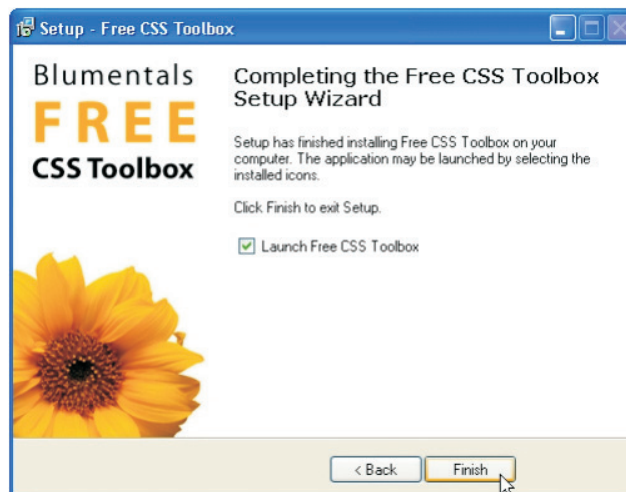 Setup - Free CSS Toolbox
Blumentals
FREE
CSS Toolbox
Completing the Free CSS Toolbox
Setup Wizard
Setup has finished installing Free CSS Toolbox on your
computer. The application may be launched by selecting the
installed icons.
Click Finish to exit Setup.
Launch Free CSS Toolbox
< Back
Finish